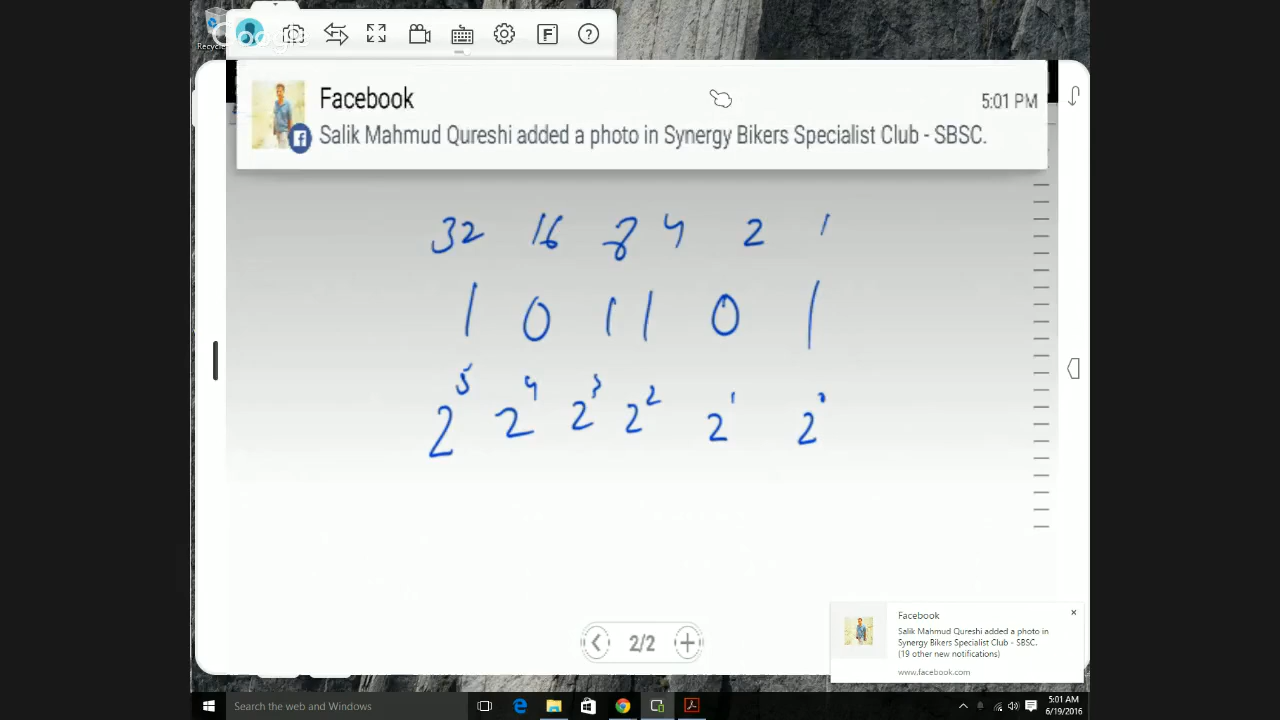 Recycle
Google
Facebook
5:01 PM
Salik Mahmud Qureshi added a photo in Synergy Bikers Specialist Club - SBSC.
32 16 8 4 2 1
1 0 1 1 0 1
2⁵ 2⁴ 2³ 2² 2¹ 2⁰
2/2
Facebook
Salik Mahmud Qureshi added a photo in
Synergy Bikers Specialist Club - SBSC.
(19 other new notifications)
www.facebook.com
Search the web and Windows
5:01 AM
6/19/2016